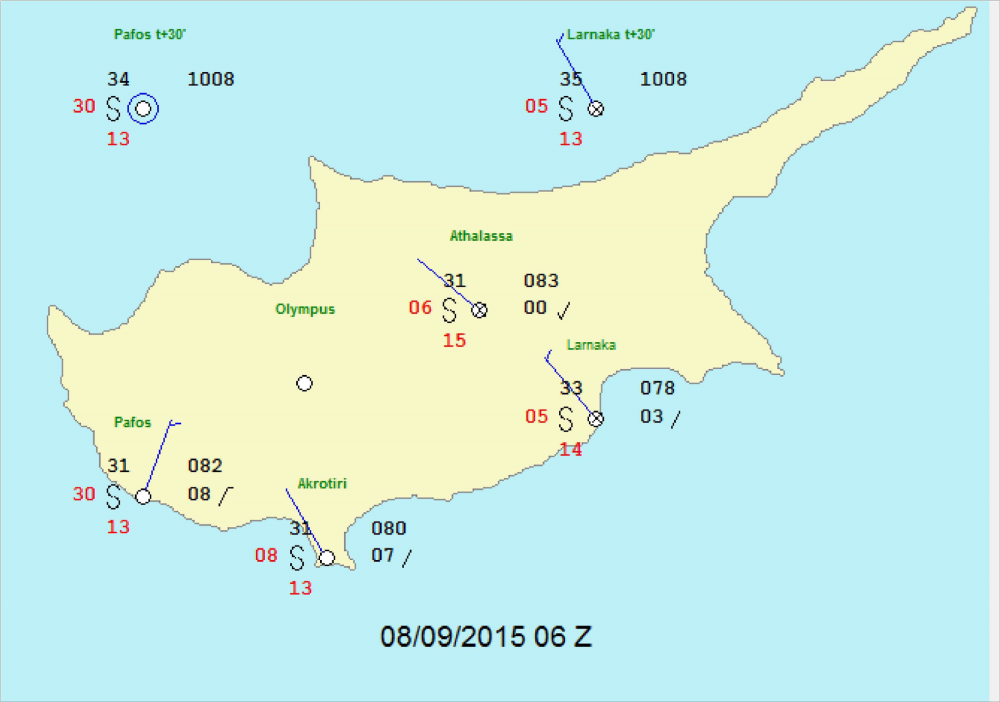 Pafos t+30'
34 1008
30
13
Larnaka t+30'
35 1008
05
13
Athalassa
31 083
06 00
15
Olympus
Larnaka
33 078
05 03
14
Pafos
31 082
30 08
13
Akrotiri
31 080
08 07
13
08/09/2015 06 Z